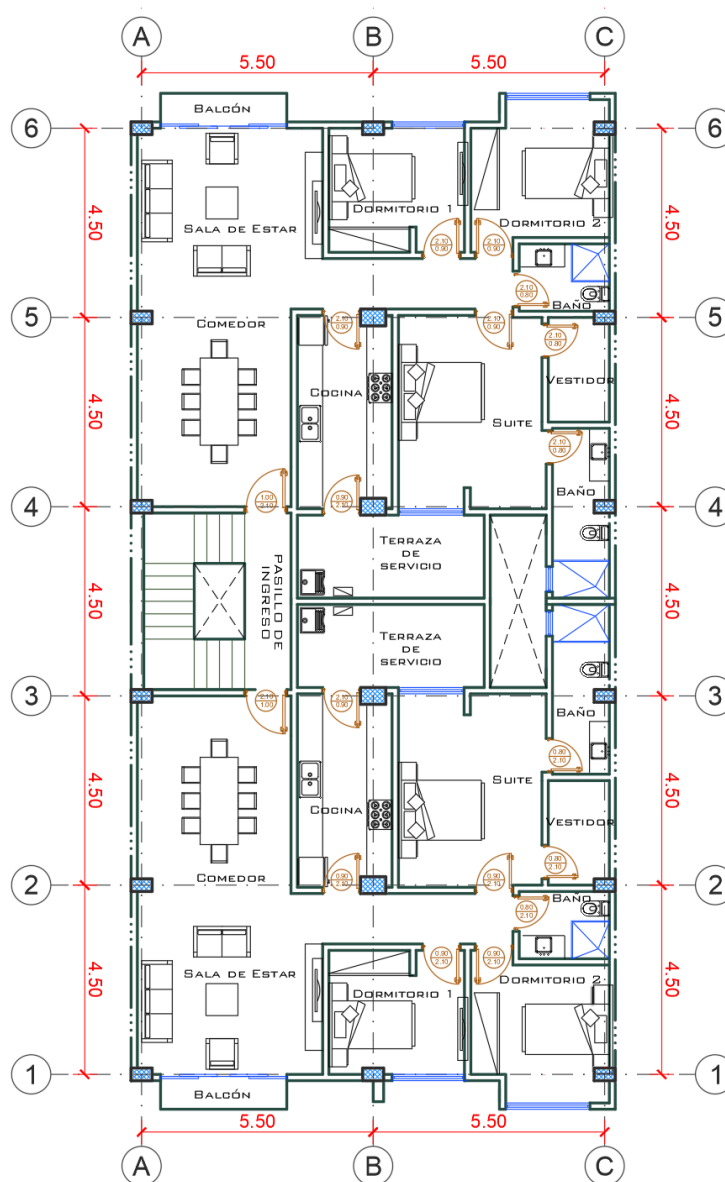 A B C
5.50 5.50
BALCÓN
6 6
DORMITORIO 1
DORMITORIO 2
SALA DE ESTAR
4.50 4.50
2.10
0.90
2.10
0.90
2.10
0.80
BAÑO
5 5
COMEDOR
2.10
0.90
2.10
0.90
2.10
0.80
COCINA
VESTIDOR
4.50 4.50
SUITE
2.10
0.80
BAÑO
1.00
2.10
0.90
2.10
4 4
TERRAZA
DE
SERVICIO
PASILLO DE
INGRESO
4.50 4.50
TERRAZA
DE
SERVICIO
3 3
2.10
1.00
2.10
0.90
BAÑO
0.80
2.10
SUITE
4.50 4.50
COCINA
VESTIDOR
COMEDOR
0.90
2.10
0.90
2.10
0.80
2.10
2 2
BAÑO
0.80
2.10
0.90
2.10
0.90
2.10
SALA DE ESTAR
DORMITORIO 2
4.50 4.50
DORMITORIO 1
1 1
BALCÓN
5.50 5.50
A B C